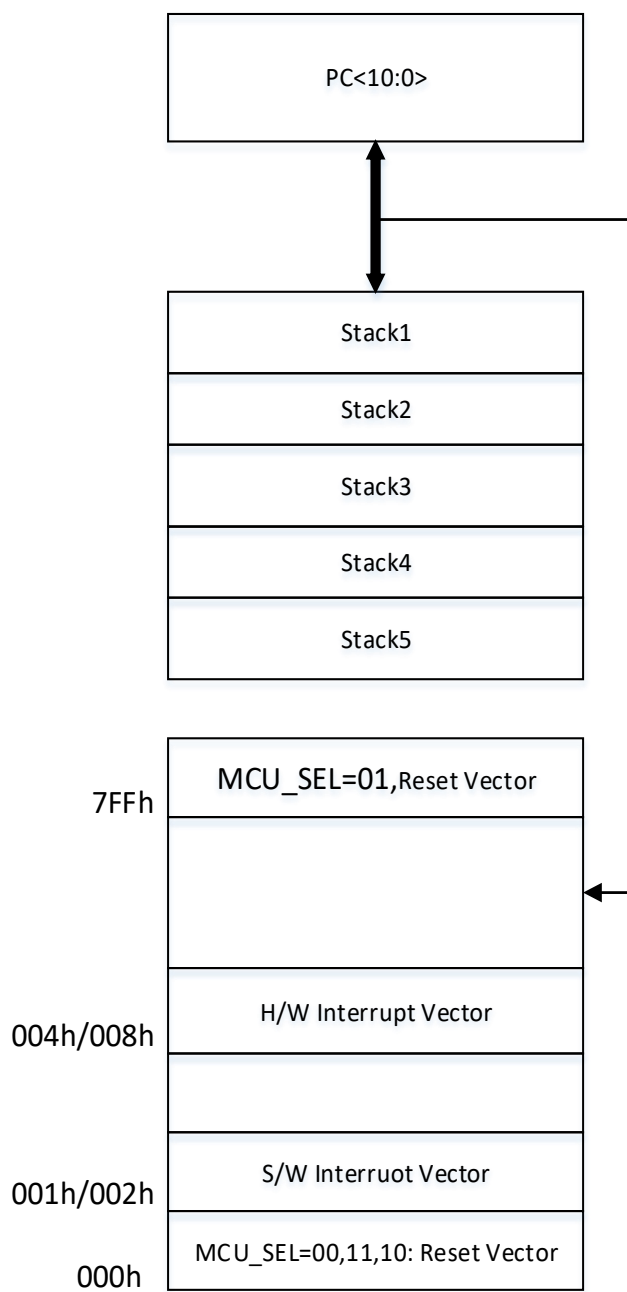 PC<10:0>
Stack1
Stack2
Stack3
Stack4
Stack5
MCU_SEL=01,Reset Vector
7FFh
H/W Interrupt Vector
004h/008h
S/W Interruot Vector
001h/002h
MCU_SEL=00,11,10: Reset Vector
000h